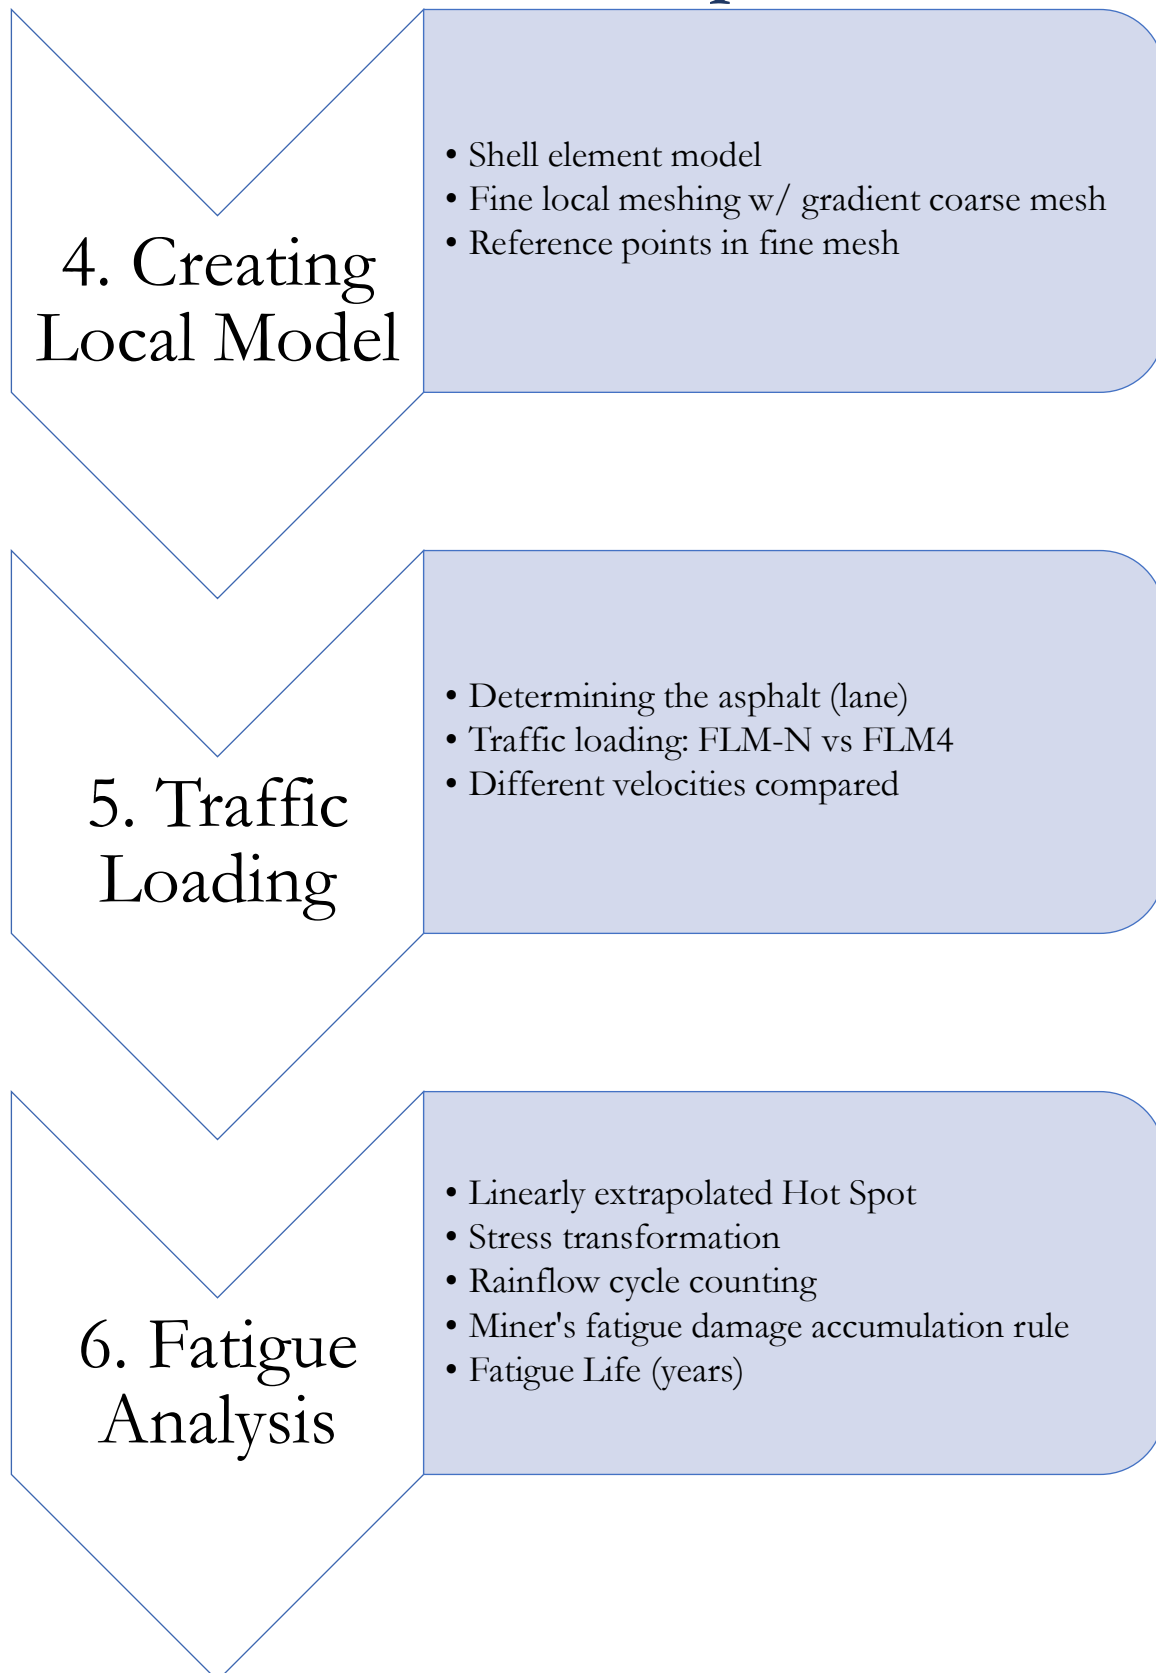 4. Creating
Local Model
• Shell element model
• Fine local meshing w/ gradient coarse mesh
• Reference points in fine mesh
5. Traffic
Loading
• Determining the asphalt (lane)
• Traffic loading: FLM-N vs FLM4
• Different velocities compared
6. Fatigue
Analysis
• Linearly extrapolated Hot Spot
• Stress transformation
• Rainflow cycle counting
• Miner's fatigue damage accumulation rule
• Fatigue Life (years)